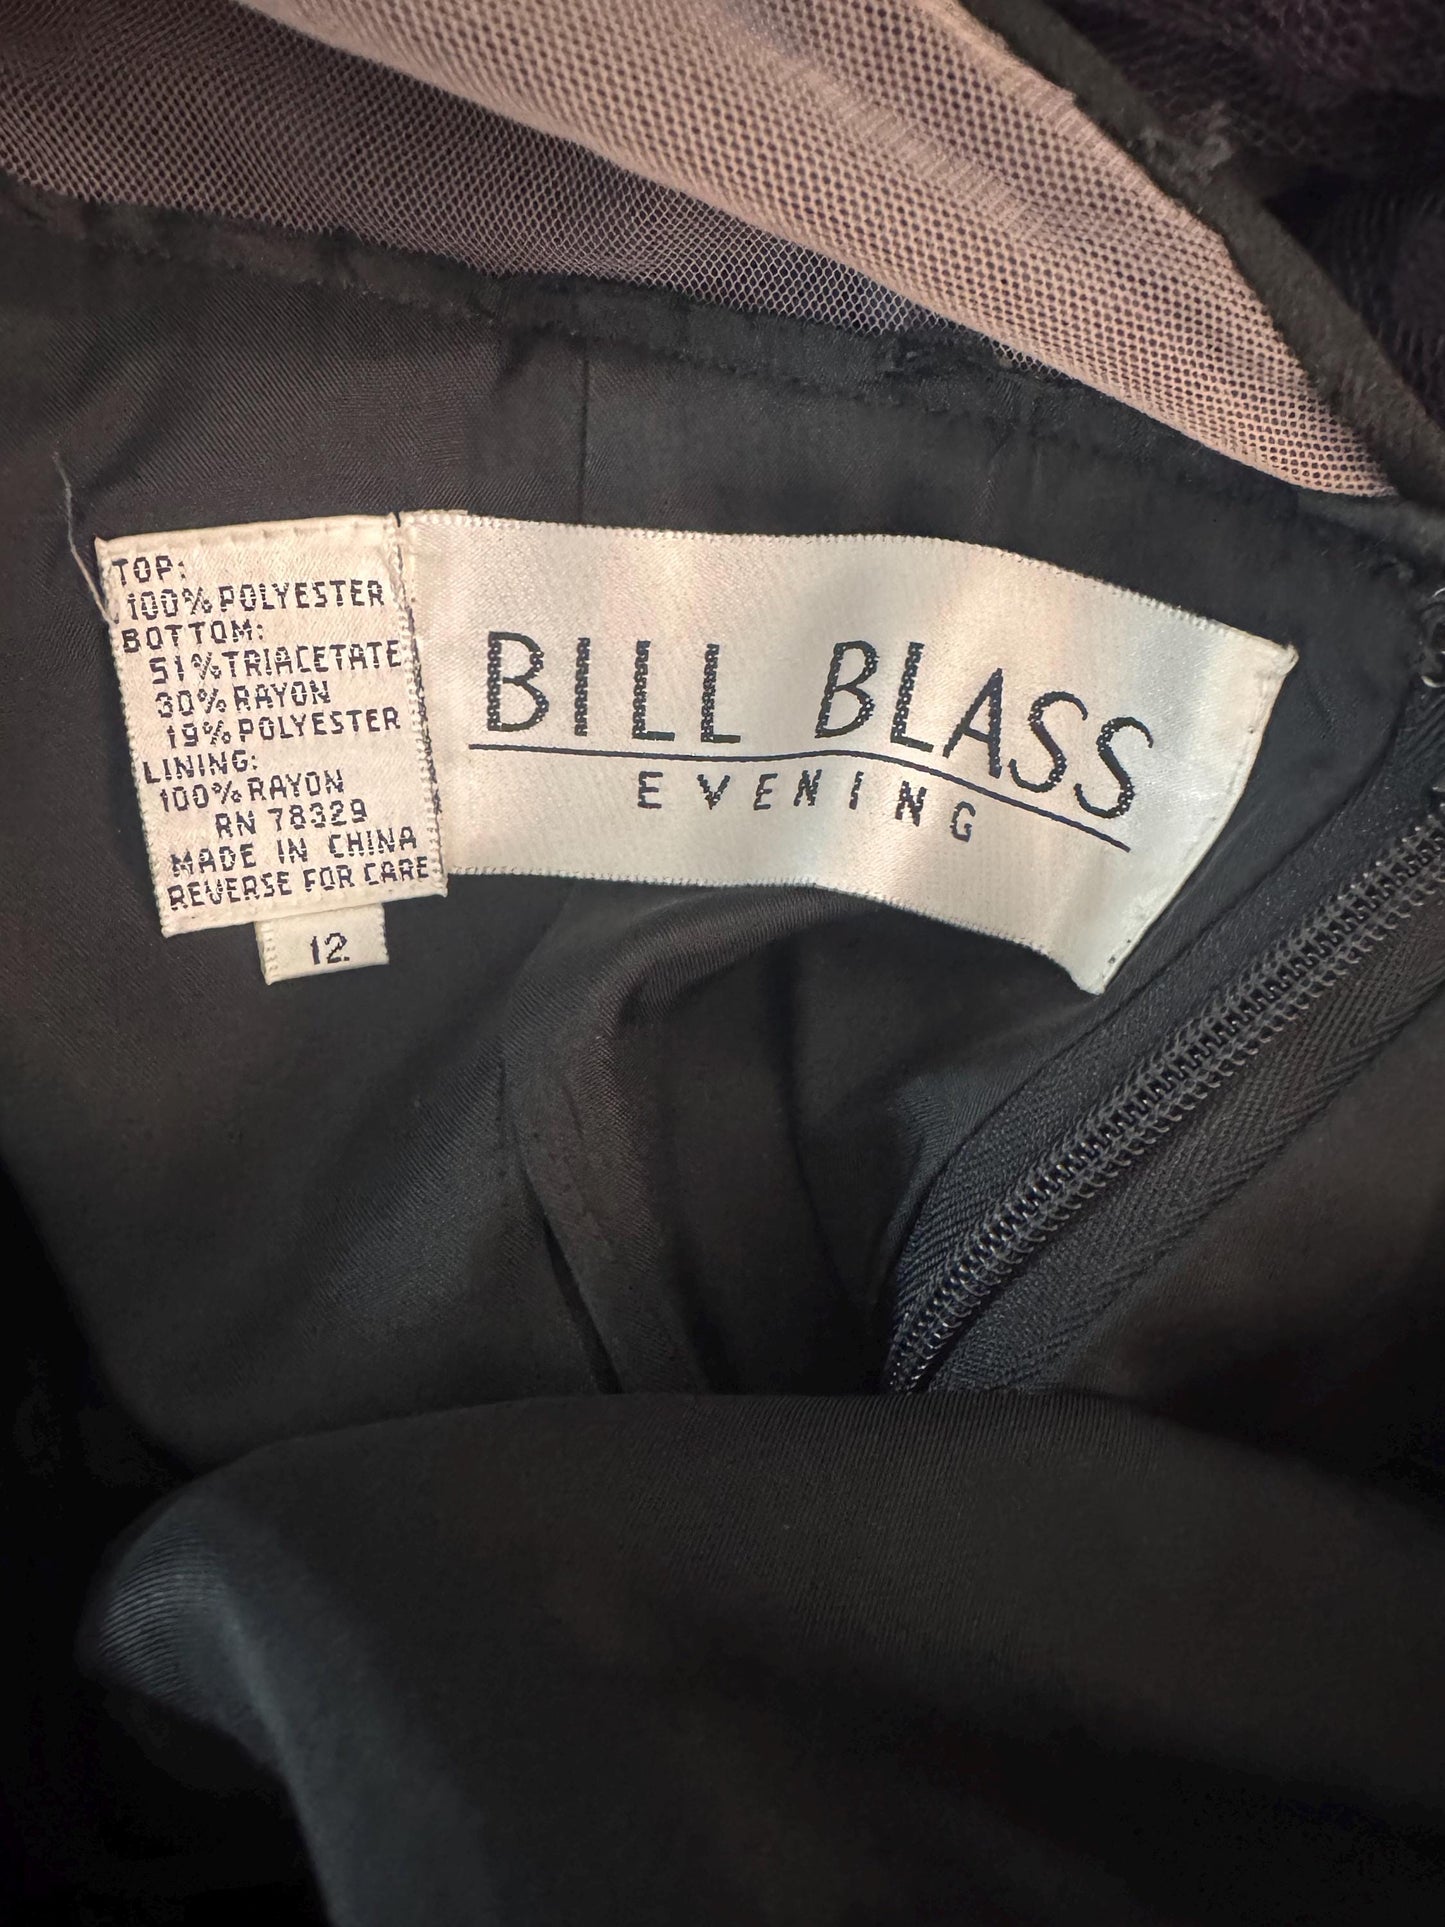 TOP:
100% POLYESTER
BOTTOM:
51% TRIACETATE
30% RAYON
19% POLYESTER
LINING:
100% RAYON
RN 78329
MADE IN CHINA
REVERSE FOR CARE
12
BILL BLASS
EVENING